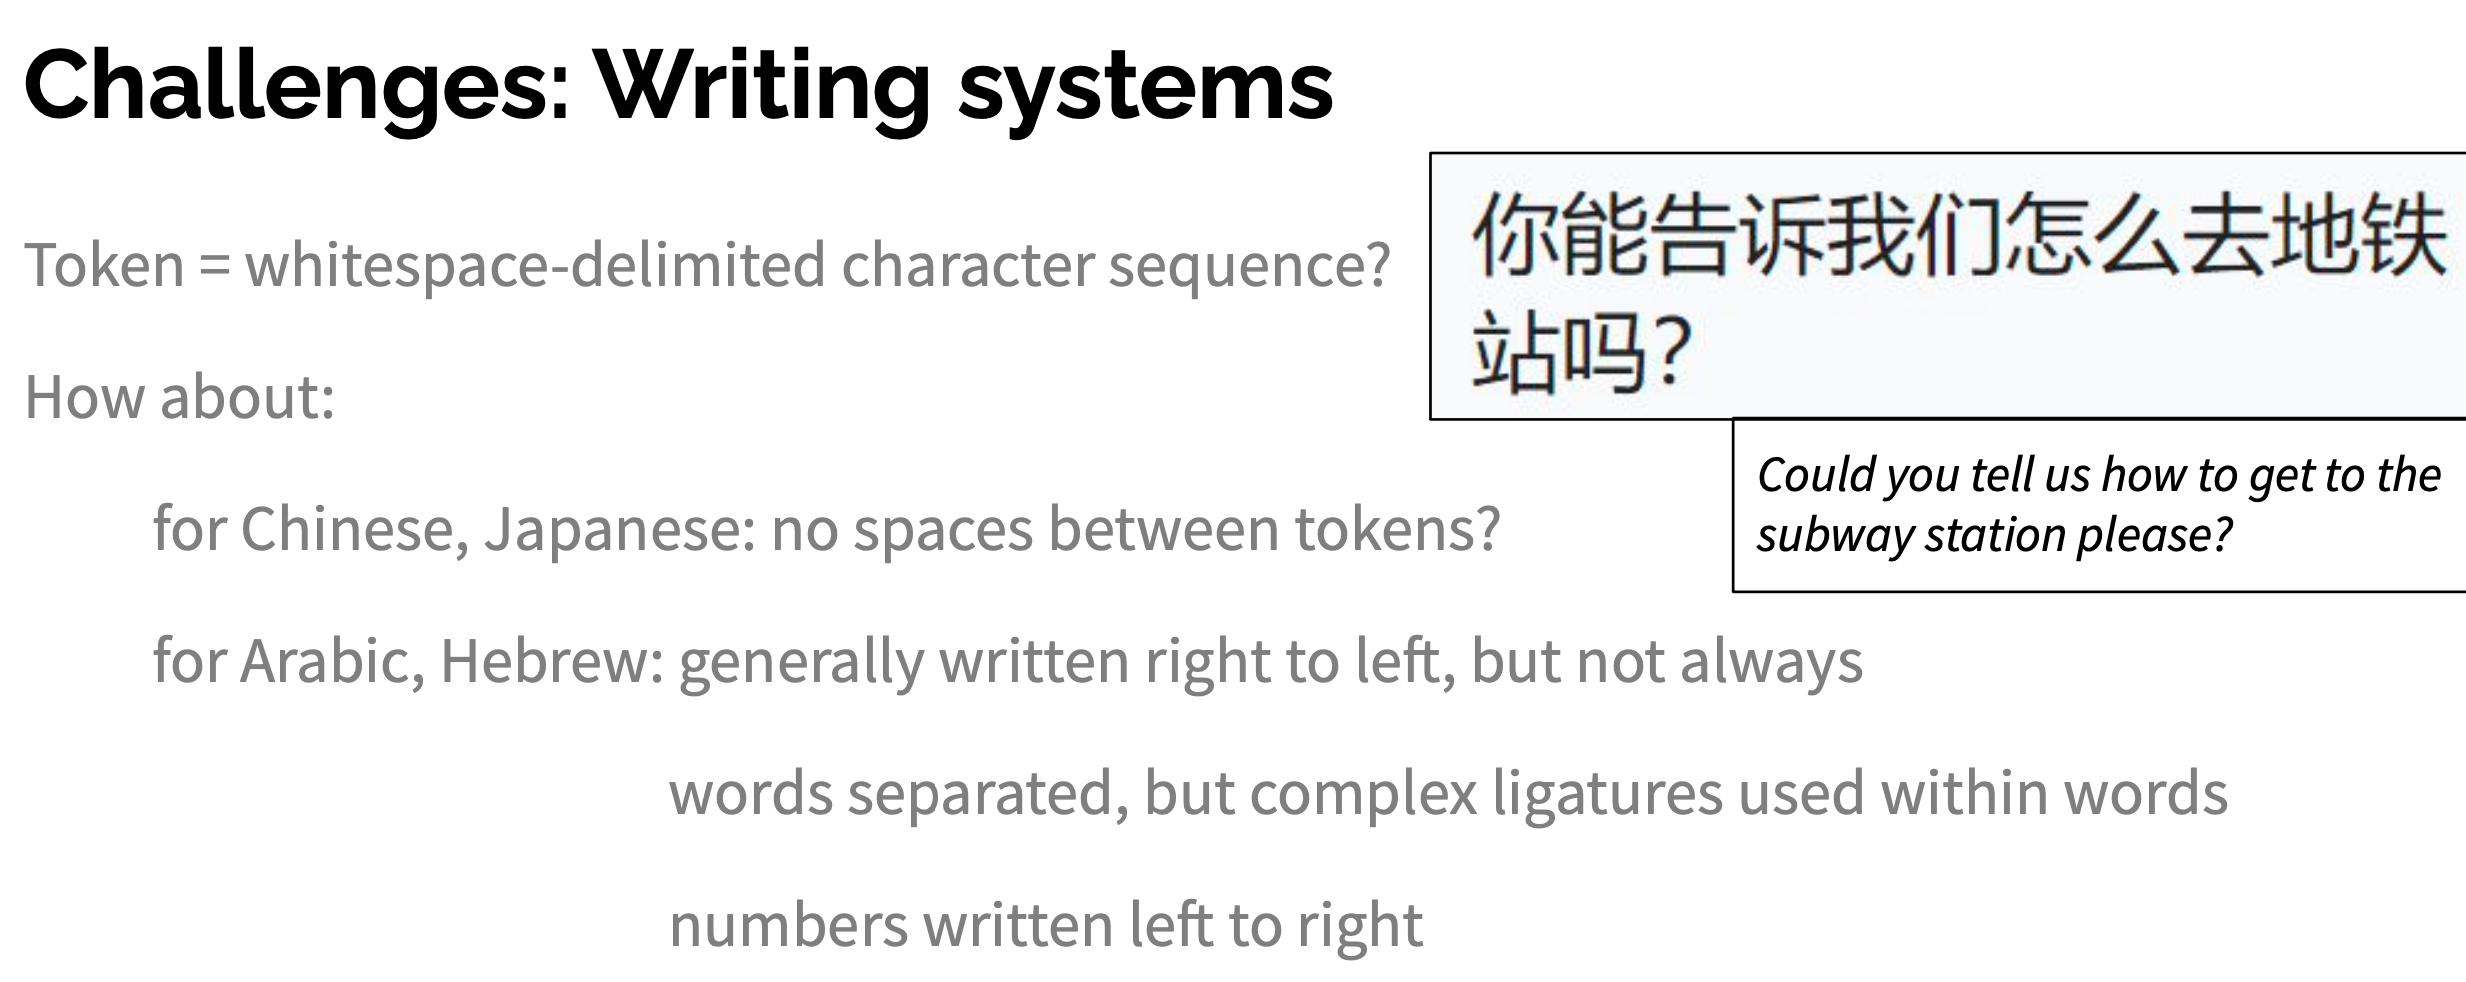 Challenges: Writing systems
Token = whitespace-delimited character sequence?
你能告诉我们怎么去地铁
站吗?
How about:
Could you tell us how to get to the
subway station please?
for Chinese, Japanese: no spaces between tokens?
for Arabic, Hebrew: generally written right to left, but not always
words separated, but complex ligatures used within words
numbers written left to right